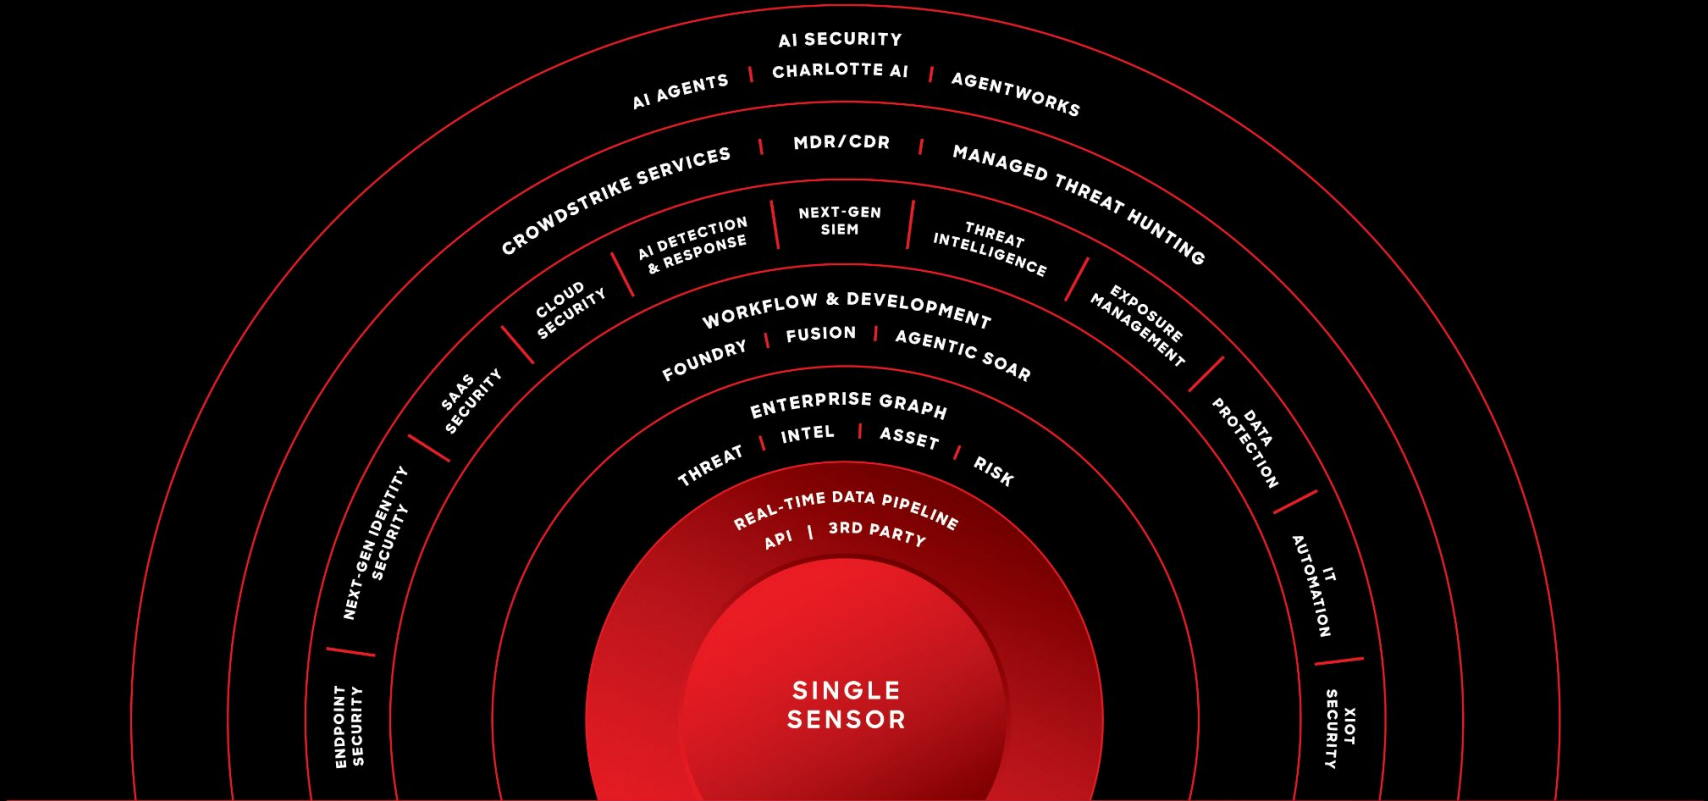 AI SECURITY
AI AGENTS | CHARLOTTE AI | AGENTWORKS
CROWDSTRIKE SERVICES | MDR/CDR | MANAGED THREAT HUNTING
ENDPOINT
SECURITY
NEXT-GEN IDENTITY
SECURITY
SAAS
SECURITY
CLOUD
SECURITY
AI DETECTION
& RESPONSE
NEXT-GEN
SIEM
THREAT
INTELLIGENCE
EXPOSURE
MANAGEMENT
DATA
PROTECTION
IT
AUTOMATION
XIOT
SECURITY
WORKFLOW & DEVELOPMENT
FOUNDRY | FUSION | AGENTIC SOAR
ENTERPRISE GRAPH
THREAT | INTEL | ASSET | RISK
REAL-TIME DATA PIPELINE
API | 3RD PARTY
SINGLE
SENSOR